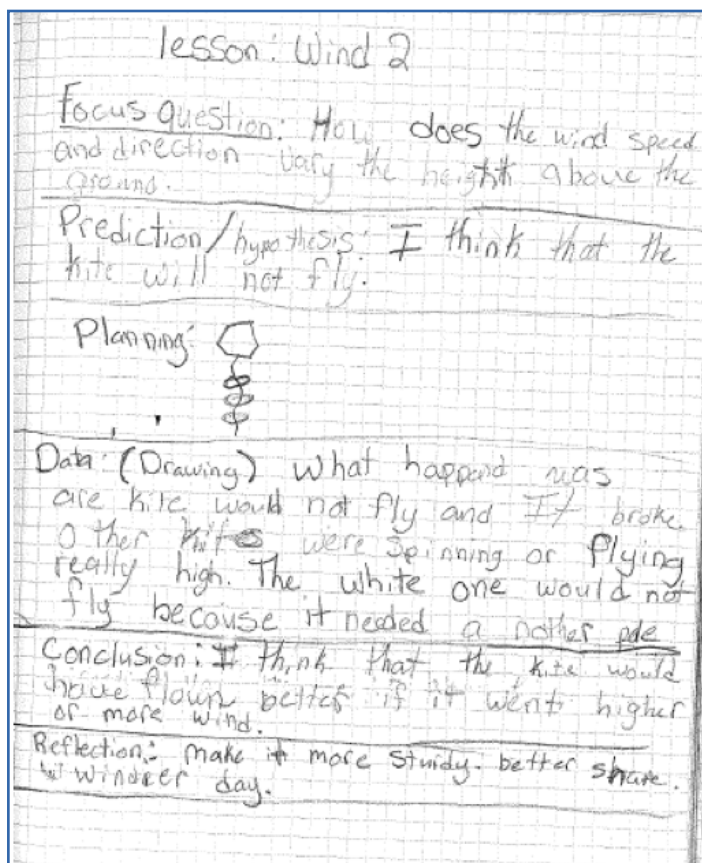 lesson: Wind 2
Focus question: How does the wind speed
and direction vary the height above the
ground.
Prediction/hypothesis: I think that the
kite will not fly.
Planning:
Data: (Drawing) What happend was
are kite would not fly and It broke.
Other kites were spinning or flying
really high. The white one would not
fly because it needed a nother pole
Conclusion: I think that the kite would
have flown better if it went higher
or more wind.
Reflection: make it more sturdy. better
day.